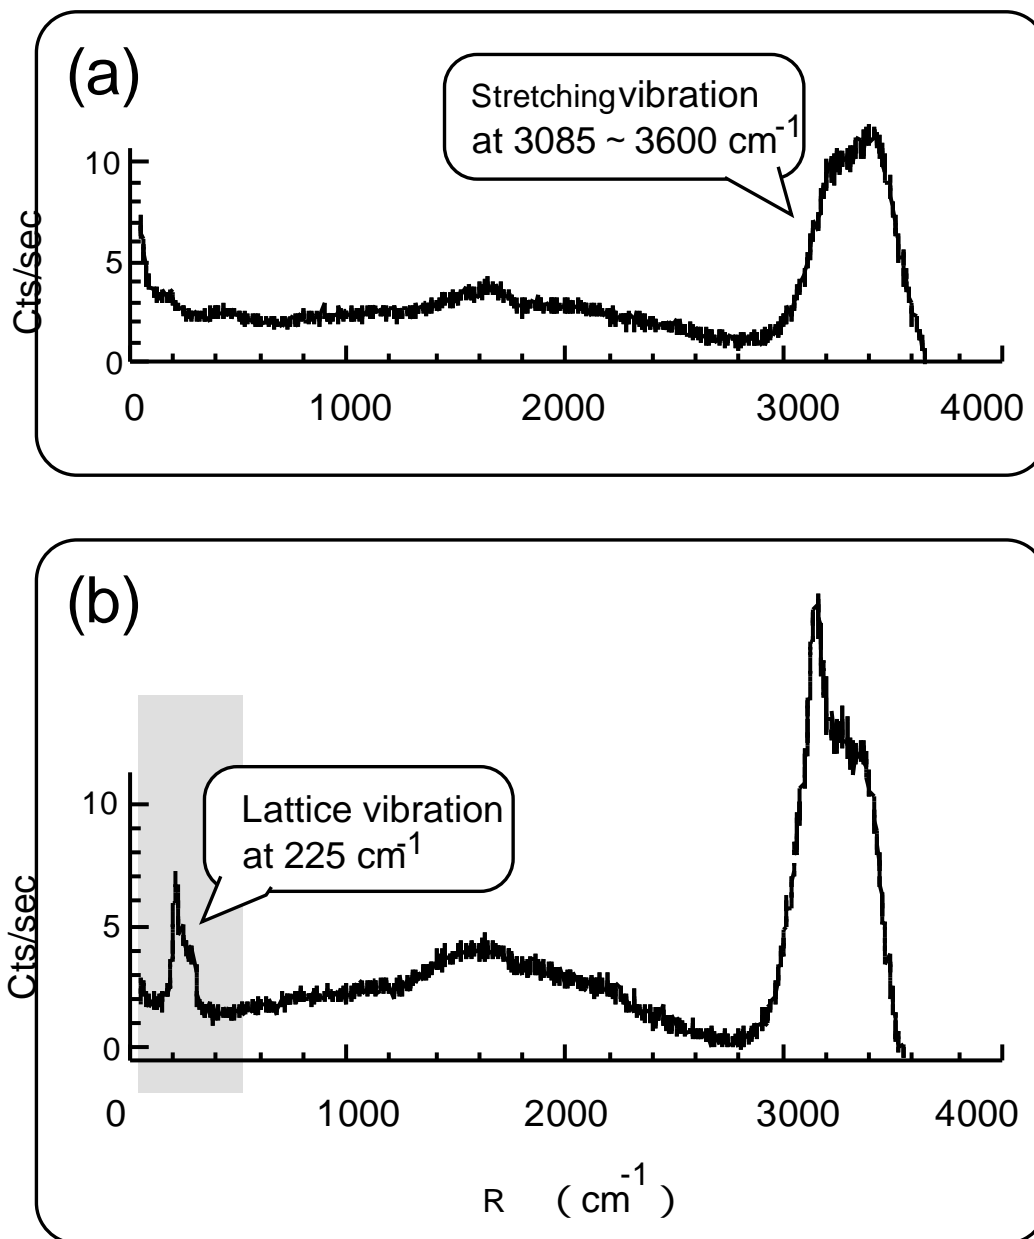 (a)
Stretching vibration
at 3085 ~ 3600 cm-1
10
5
0
Cts/sec
0 1000 2000 3000 4000
(b)
Lattice vibration
at 225 cm-1
10
5
0
Cts/sec
0 1000 2000 3000 4000
R (cm-1)